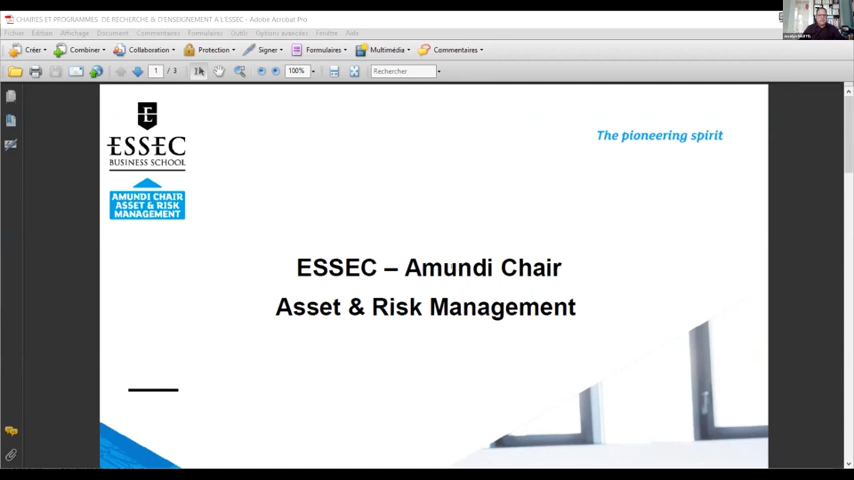 CHAIRES ET PROGRAMMES DE RECHERCHE & D'ENSEIGNEMENT A L'ESSEC - Adobe Acrobat Pro
Fichier Edition Affichage Document Commentaires Formulaires Outils Options avancées Fenêtre Aide
Créer Combiner Collaboration Protection Signer Formulaires Multimédia Commentaires
1 / 3 100% Rechercher
ESSEC
BUSINESS SCHOOL
The pioneering spirit
AMUNDI CHAIR
ASSET & RISK
MANAGEMENT
ESSEC – Amundi Chair
Asset & Risk Management